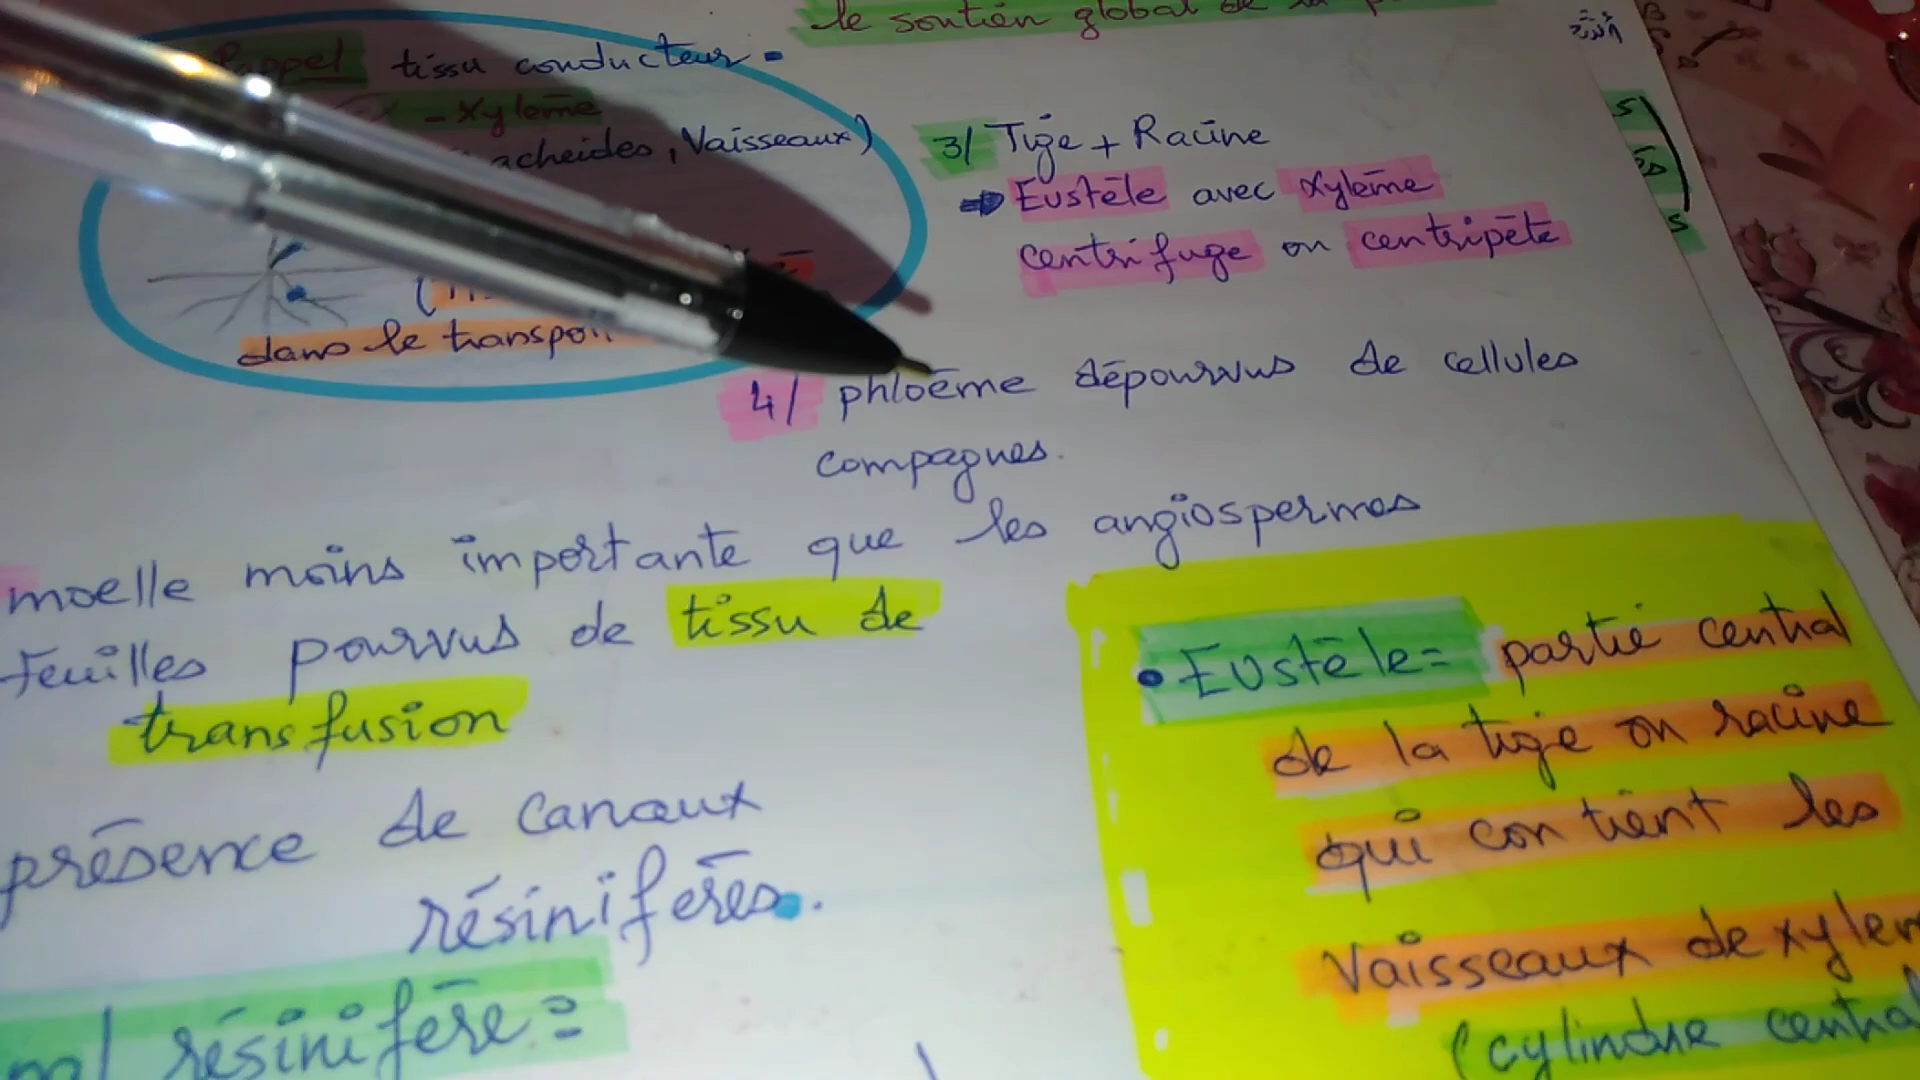 le soutien global de la
Rappel tissu conducteur
- Xylème
acheides, Vaisseaux)
dans le transpor
3/ Tige + Racine
→ Eustèle avec xylème
centrifuge ou centripète
4/ phloème dépourvus de cellules
compagnes.
moelle moins importante que les angiospermes
feuilles pourvus de tissu de
transfusion
présence de canaux
résinifères.
résinifère =
• Eustèle = partie central
de la tige ou racine
qui contient les
Vaisseaux de xylem
(cylindre central